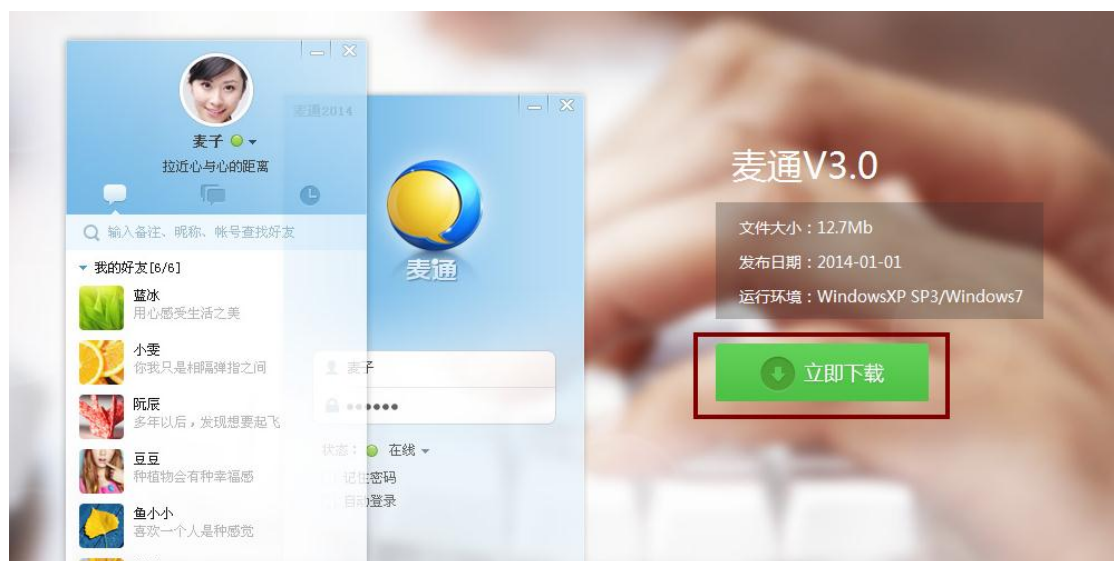 麦子
拉近心与心的距离
输入备注、昵称、帐号查找好友
我的好友[6/6]
蓝冰
用心感受生活之美
小雯
你我只是相隔弹指之间
阮辰
多年以后，发现想要起飞
豆豆
种植物会有种幸福感
鱼小小
喜欢一个人是种感觉
麦通2014
麦通
麦子
状态： 在线
记住密码
自动登录
麦通V3.0
文件大小：12.7Mb
发布日期：2014-01-01
运行环境：WindowsXP SP3/Windows7
立即下载